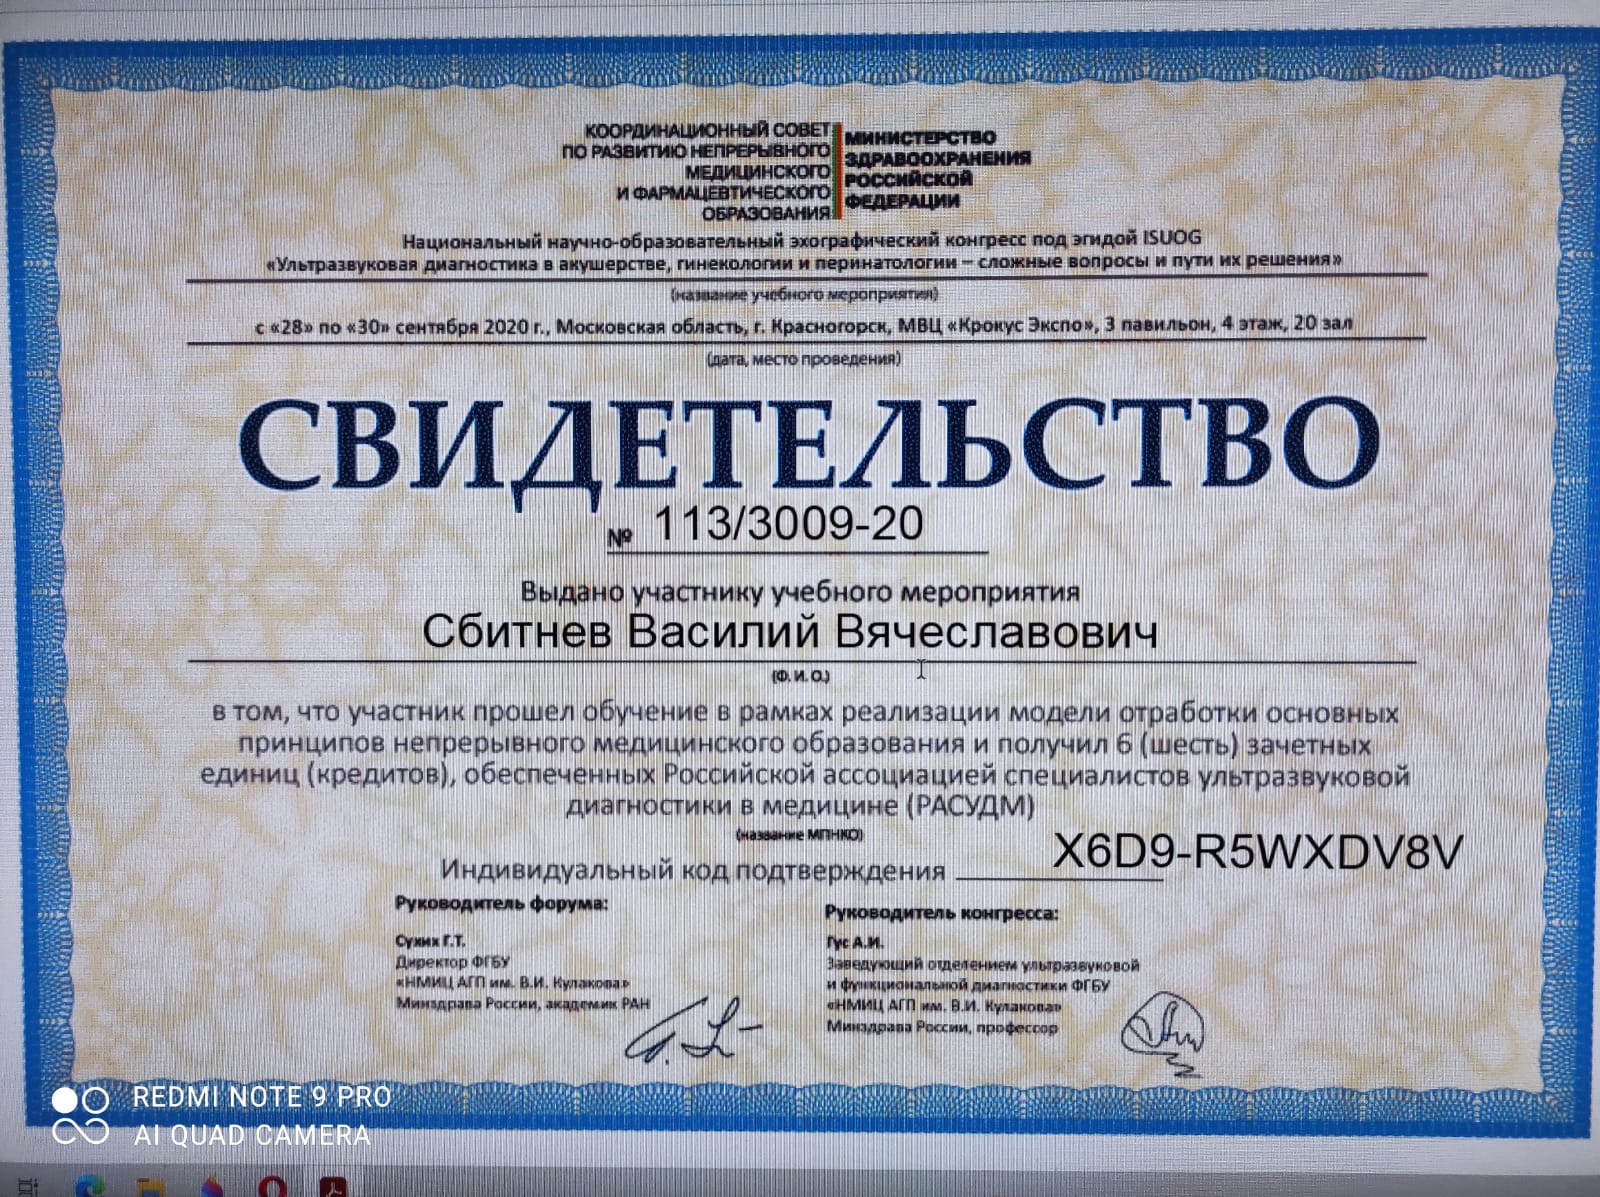 КООРДИНАЦИОННЫЙ СОВЕТ
ПО РАЗВИТИЮ НЕПРЕРЫВНОГО
МЕДИЦИНСКОГО
И ФАРМАЦЕВТИЧЕСКОГО
ОБРАЗОВАНИЯ
МИНИСТЕРСТВО
ЗДРАВООХРАНЕНИЯ
РОССИЙСКОЙ
ФЕДЕРАЦИИ
Национальный научно-образовательный эхографический конгресс под эгидой ISUOG
«Ультразвуковая диагностика в акушерстве, гинекологии и перинатологии – сложные вопросы и пути их решения»
(название учебного мероприятия)
с «28» по «30» сентября 2020 г., Московская область, г. Красногорск, МВЦ «Крокус Экспо», 3 павильон, 4 этаж, 20 зал
(дата, место проведения)
СВИДЕТЕЛЬСТВО
№ 113/3009-20
Выдано участнику учебного мероприятия
Сбитнев Василий Вячеславович
(Ф. И. О.)
в том, что участник прошел обучение в рамках реализации модели отработки основных
принципов непрерывного медицинского образования и получил 6 (шесть) зачетных
единиц (кредитов), обеспеченных Российской ассоциацией специалистов ультразвуковой
диагностики в медицине (РАСУДМ)
(название МПНКО)
Индивидуальный код подтверждения X6D9-R5WXDV8V
Руководитель форума:
Сухих Г.Т.
Директор ФГБУ
«НМИЦ АГП им. В.И. Кулакова»
Минздрава России, академик РАН
Руководитель конгресса:
Гус А.И.
Заведующий отделением ультразвуковой
и функциональной диагностики ФГБУ
«НМИЦ АГП им. В.И. Кулакова»
Минздрава России, профессор
REDMI NOTE 9 PRO
AI QUAD CAMERA